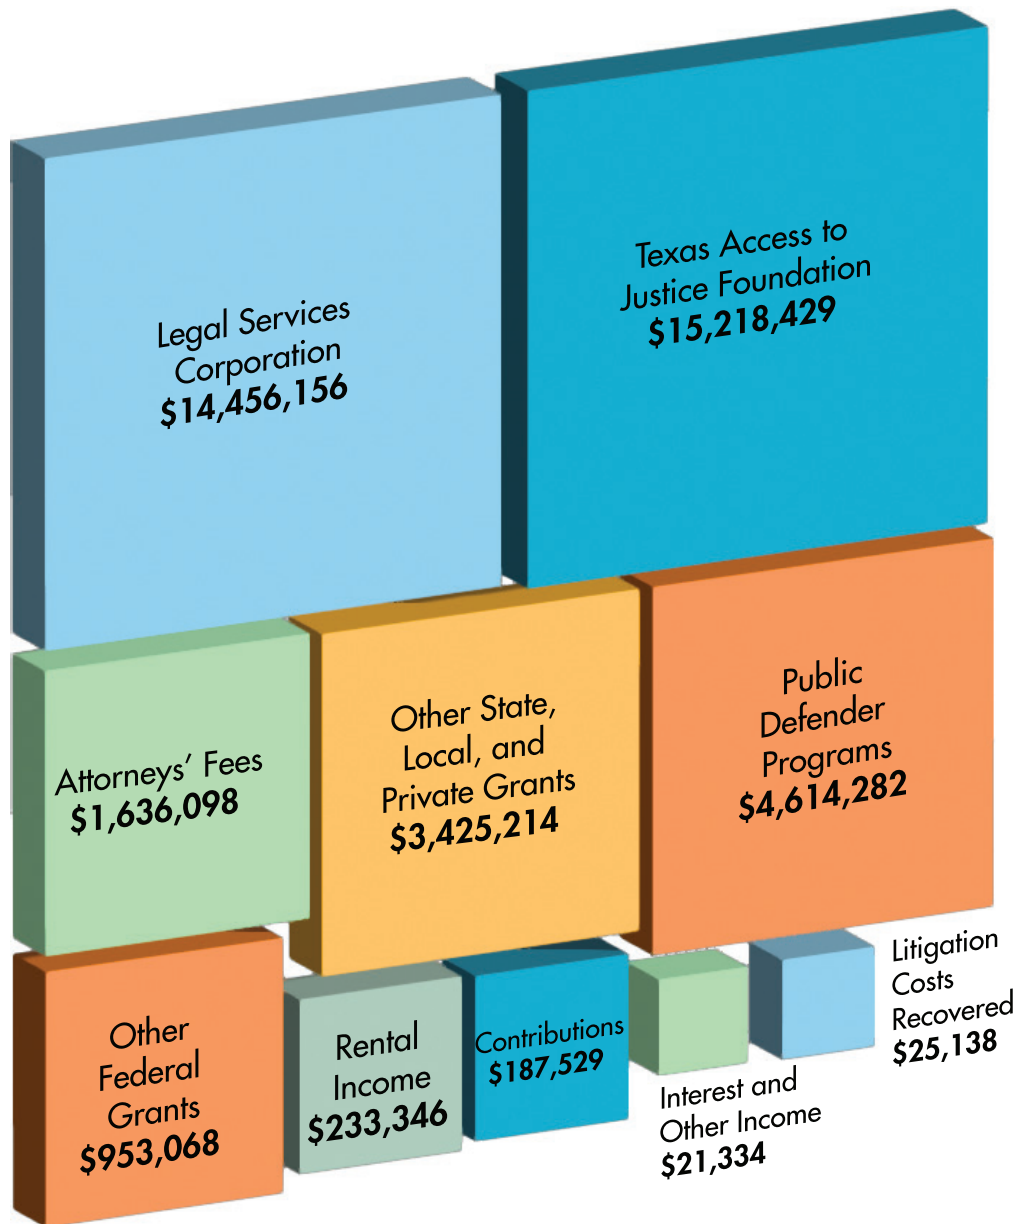 Legal Services
Corporation
$14,456,156
Texas Access to
Justice Foundation
$15,218,429
Attorneys’ Fees
$1,636,098
Other State,
Local, and
Private Grants
$3,425,214
Public
Defender
Programs
$4,614,282
Other
Federal
Grants
$953,068
Rental
Income
$233,346
Contributions
$187,529
Interest and
Other Income
$21,334
Litigation
Costs
Recovered
$25,138